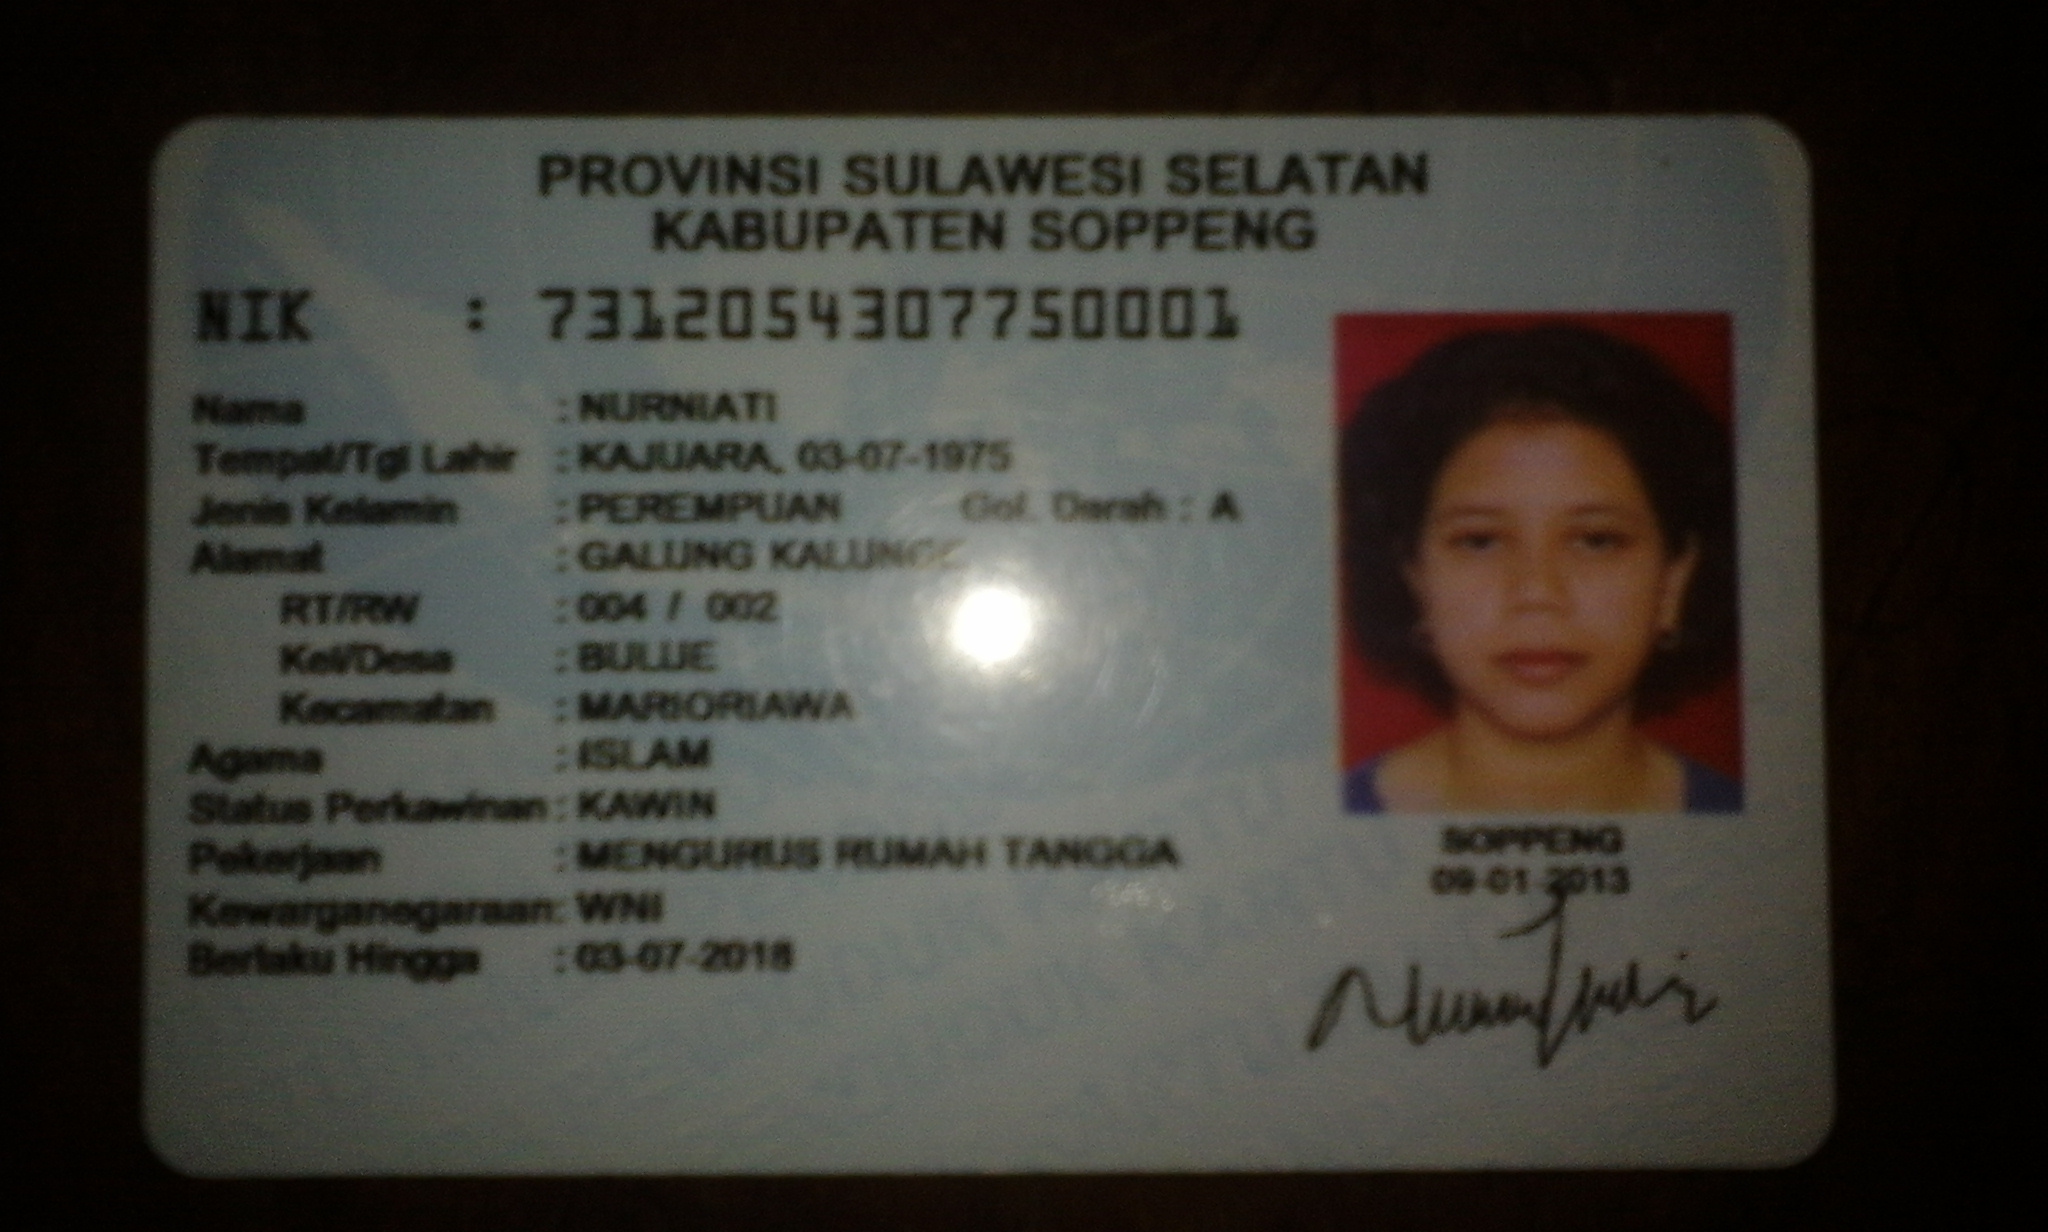 PROVINSI SULAWESI SELATAN
KABUPATEN SOPPENG
NIK : 7312054307750001
Nama : NURNIATI
Tempat/Tgl Lahir : KAJUARA, 03-07-1975
Jenis Kelamin : PEREMPUAN Gol. Darah : A
Alamat : GALUNG KALUNGE
RT/RW : 004 / 002
Kel/Desa : BULUE
Kecamatan : MARIORIAWA
Agama : ISLAM
Status Perkawinan : KAWIN
Pekerjaan : MENGURUS RUMAH TANGGA
Kewarganegaraan : WNI
Berlaku Hingga : 03-07-2018
SOPPENG
09-01-2013